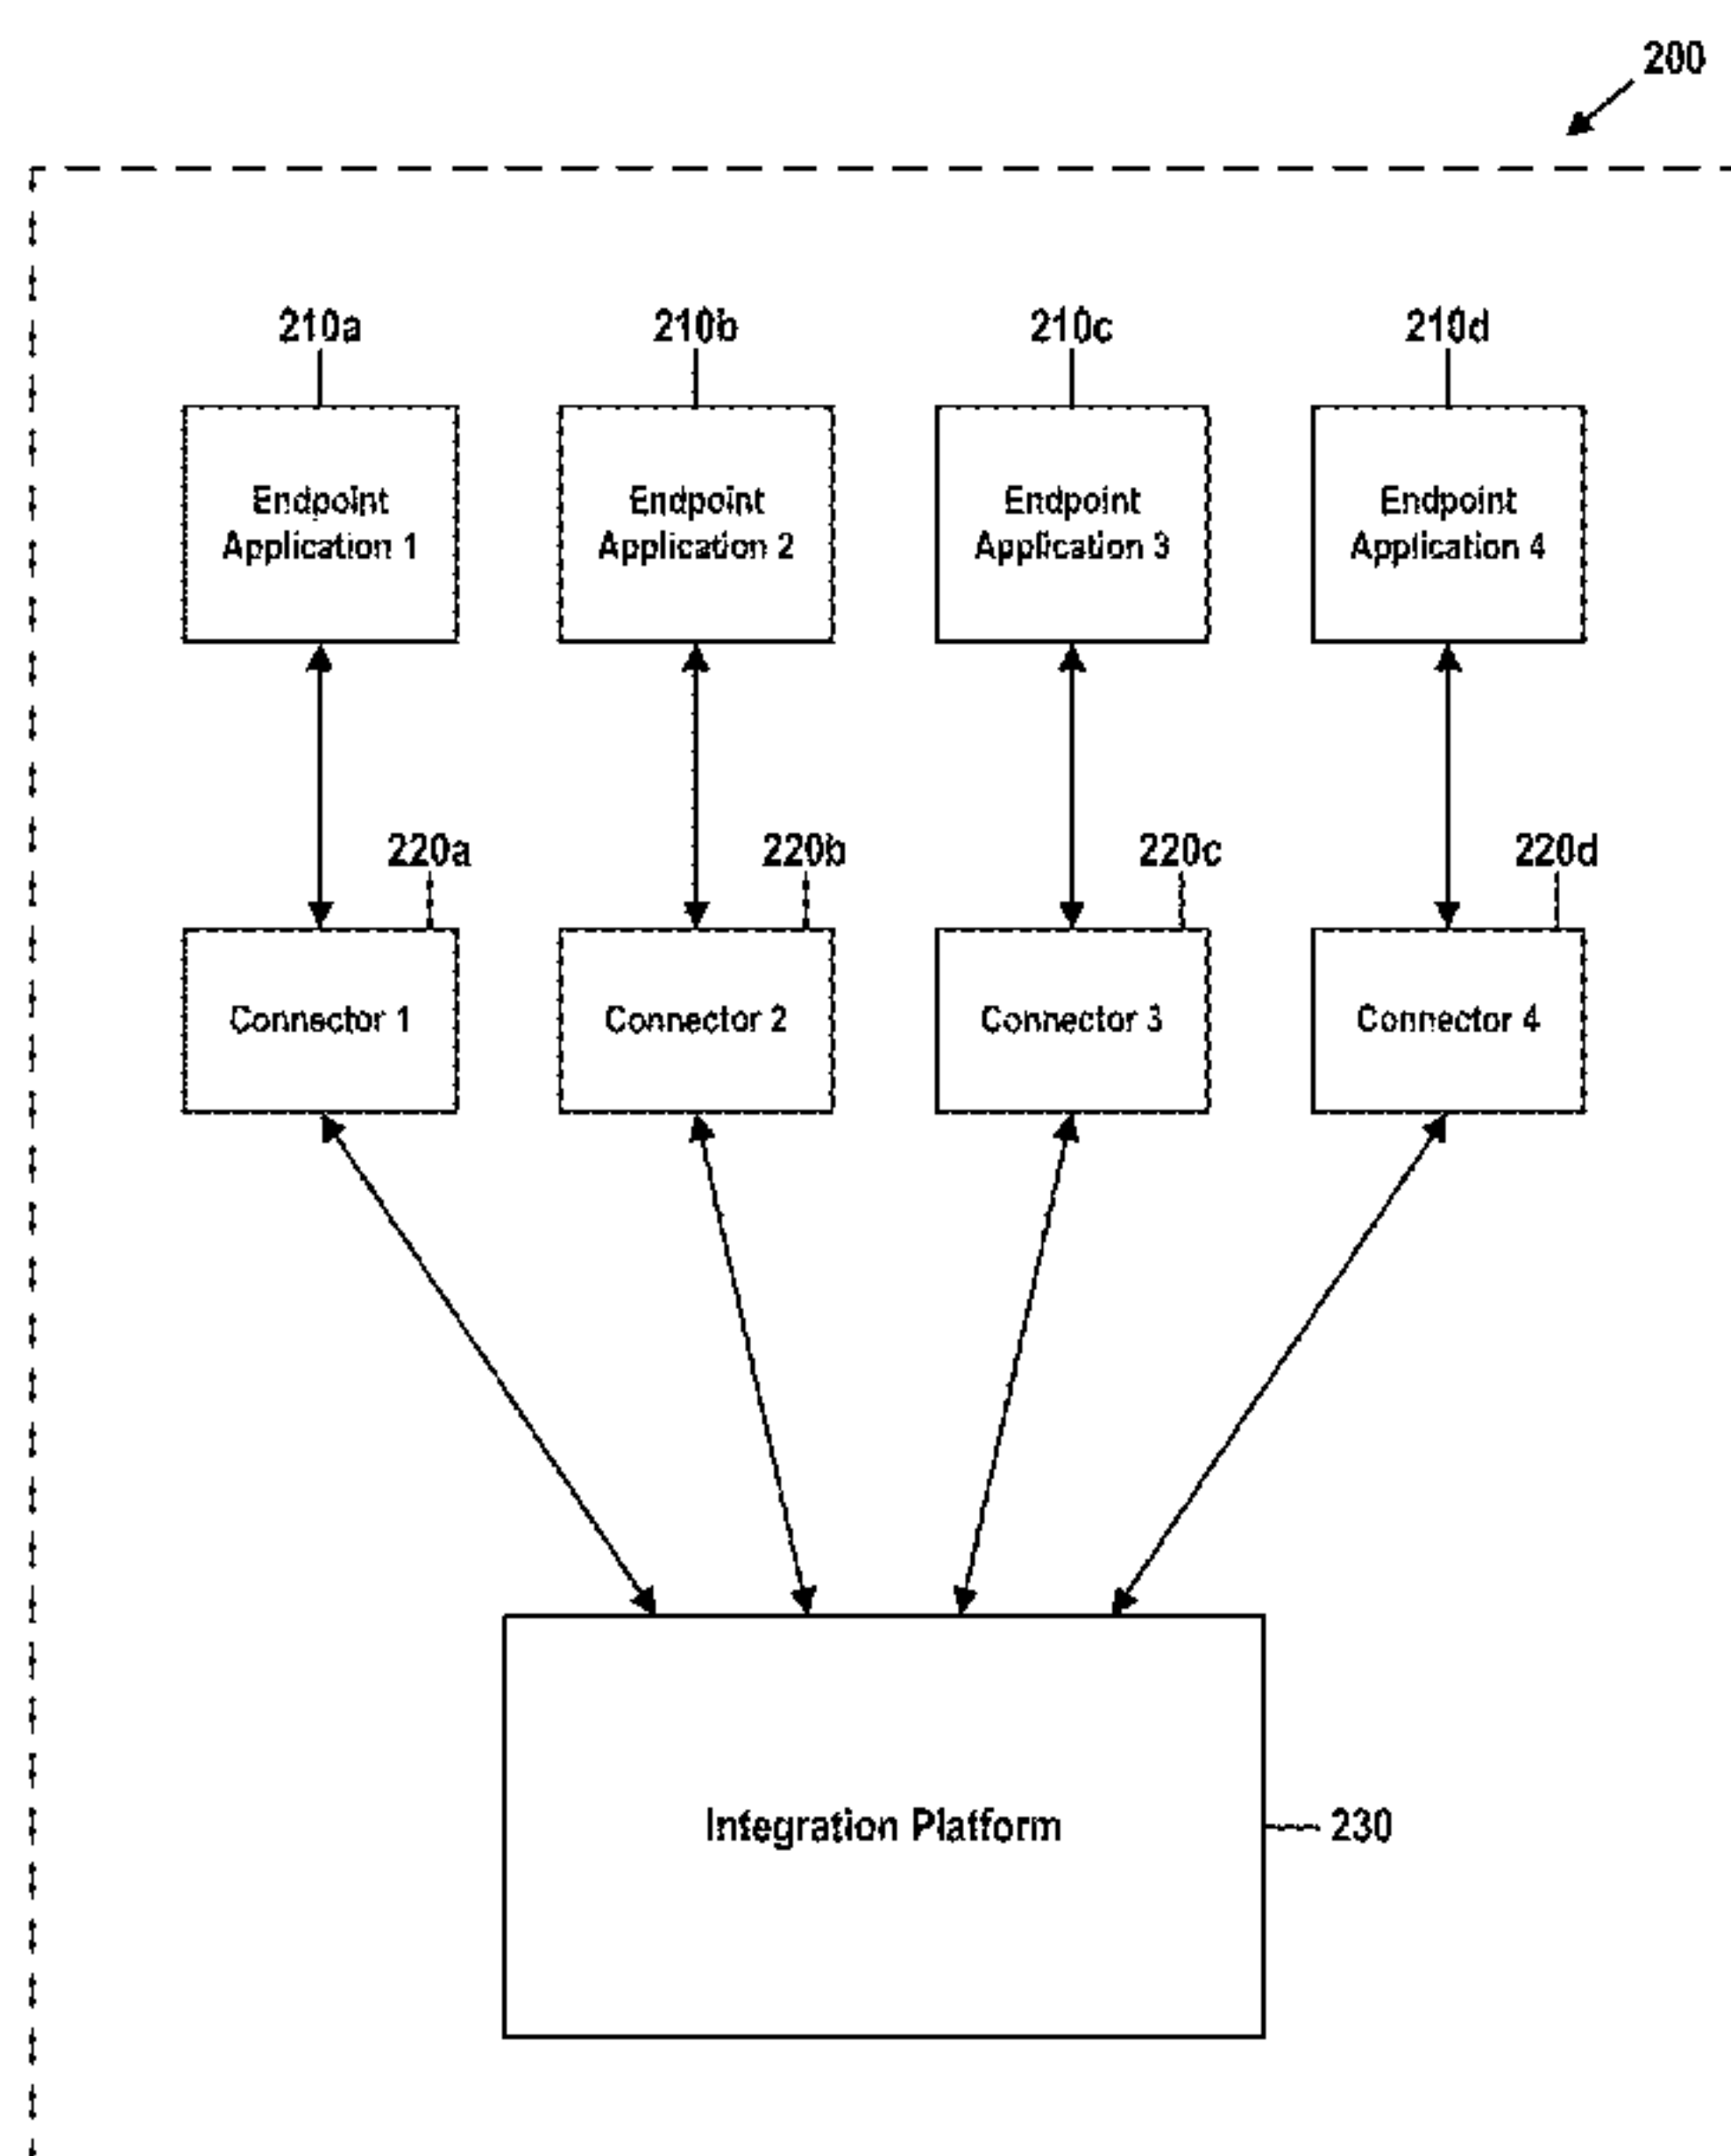 200
210a
210b
210c
210d
Endpoint
Application 1
Endpoint
Application 2
Endpoint
Application 3
Endpoint
Application 4
220a
220b
220c
220d
Connector 1
Connector 2
Connector 3
Connector 4
Integration Platform
230